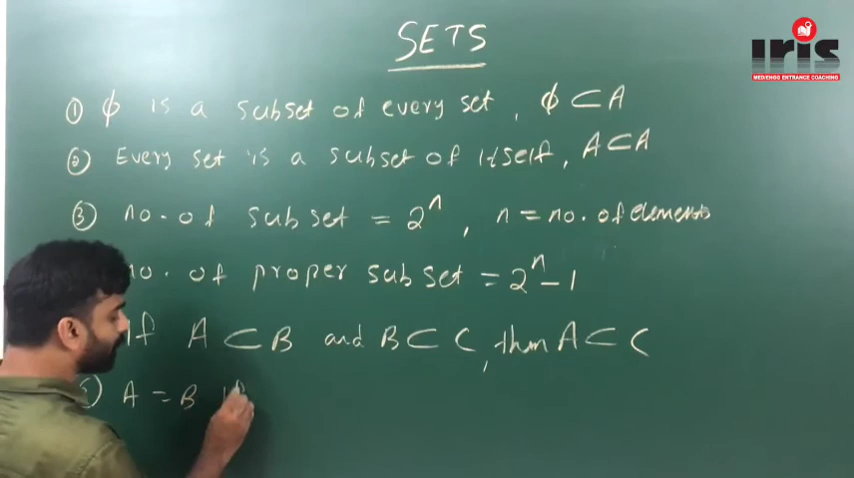 SETS
iris
MED/ENGG ENTRANCE COACHING
① ϕ is a subset of every set, ϕ ⊂ A
② Every set is a subset of itself, A ⊂ A
③ no. of subset = 2ⁿ, n = no. of elements
no. of proper subset = 2ⁿ - 1
If A ⊂ B and B ⊂ C, then A ⊂ C
A = B